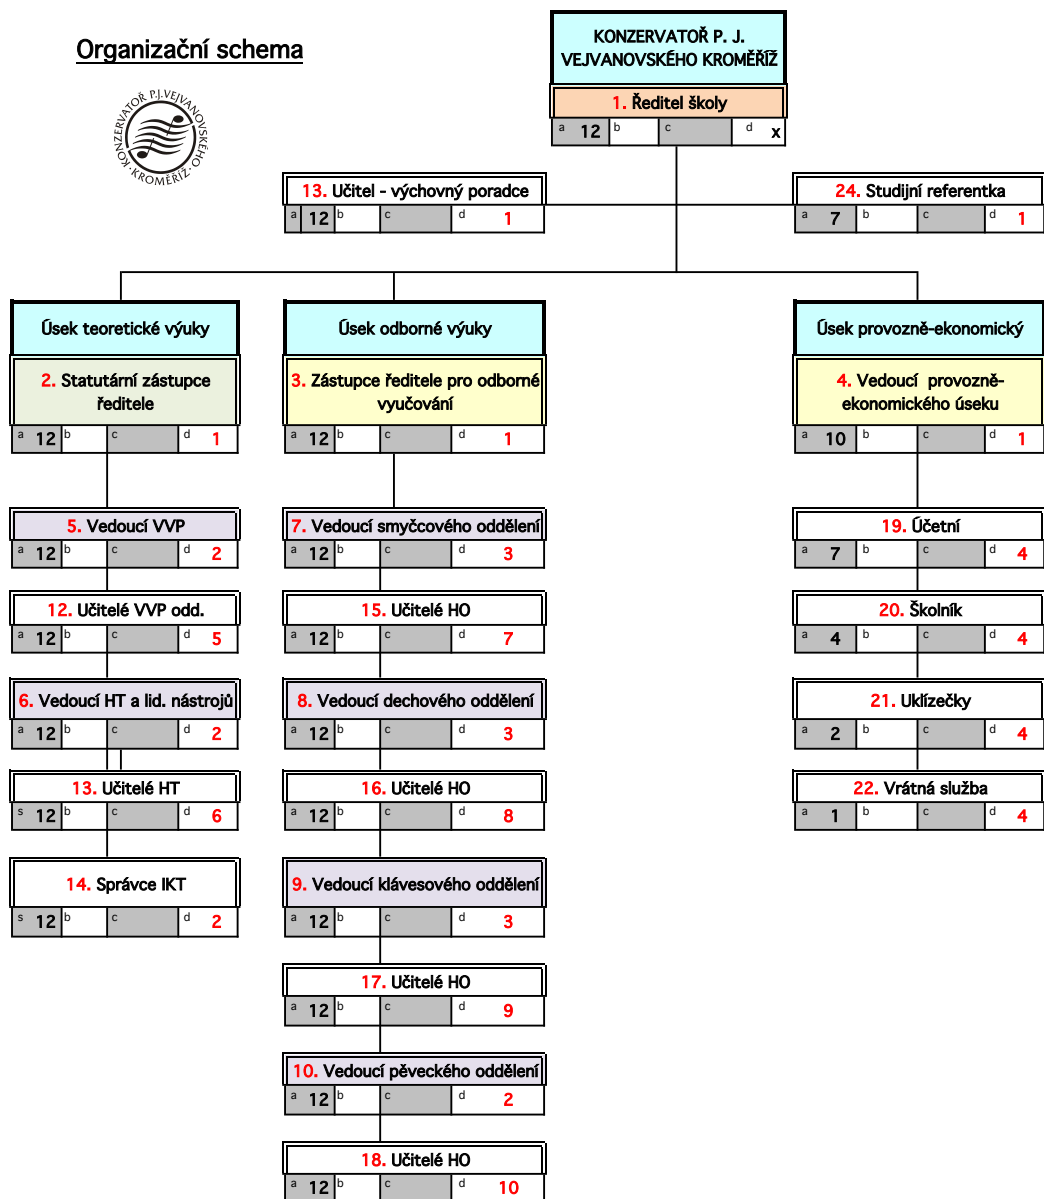 Organizační schema
KONZERVATOŘ P. J.
VEJVANOVSKÉHO KROMĚŘÍŽ
1. Ředitel školy
a 12 b c d x
KONZERVATOŘ P.J.VEJVANOVSKÉHO · KROMĚŘÍŽ ·
13. Učitel - výchovný poradce
a 12 b c d 1
24. Studijní referentka
a 7 b c d 1
Úsek teoretické výuky
2. Statutární zástupce
ředitele
a 12 b c d 1
5. Vedoucí VVP
a 12 b c d 2
12. Učitelé VVP odd.
a 12 b c d 5
6. Vedoucí HT a lid. nástrojů
a 12 b c d 2
13. Učitelé HT
s 12 b c d 6
14. Správce IKT
s 12 b c d 2
Úsek odborné výuky
3. Zástupce ředitele pro odborné
vyučování
a 12 b c d 1
7. Vedoucí smyčcového oddělení
a 12 b c d 3
15. Učitelé HO
a 12 b c d 7
8. Vedoucí dechového oddělení
a 12 b c d 3
16. Učitelé HO
a 12 b c d 8
9. Vedoucí klávesového oddělení
a 12 b c d 3
17. Učitelé HO
a 12 b c d 9
10. Vedoucí pěveckého oddělení
a 12 b c d 2
18. Učitelé HO
a 12 b c d 10
Úsek provozně-ekonomický
4. Vedoucí provozně-
ekonomického úseku
a 10 b c d 1
19. Účetní
a 7 b c d 4
20. Školník
a 4 b c d 4
21. Uklízečky
a 2 b c d 4
22. Vrátná služba
a 1 b c d 4